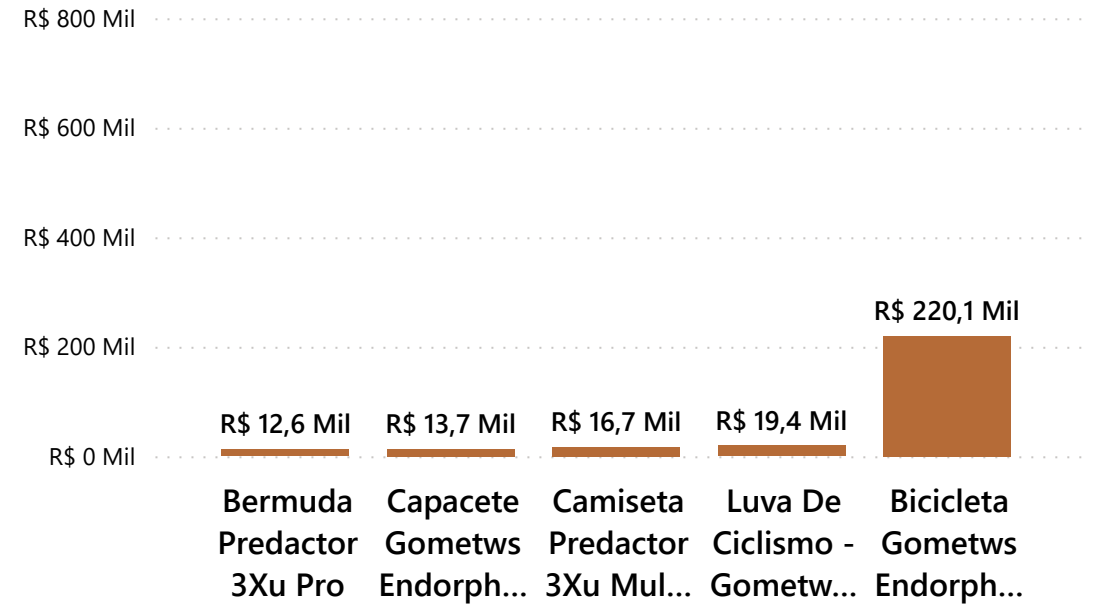 R$ 800 Mil
R$ 600 Mil
R$ 400 Mil
R$ 220,1 Mil
R$ 200 Mil
R$ 12,6 Mil
R$ 13,7 Mil
R$ 16,7 Mil
R$ 19,4 Mil
R$ 0 Mil
Bermuda
Predactor
3Xu Pro
Capacete
Gometws
Endorph...
Camiseta
Predactor
3Xu Mul...
Luva De
Ciclismo -
Gometw...
Bicicleta
Gometws
Endorph...